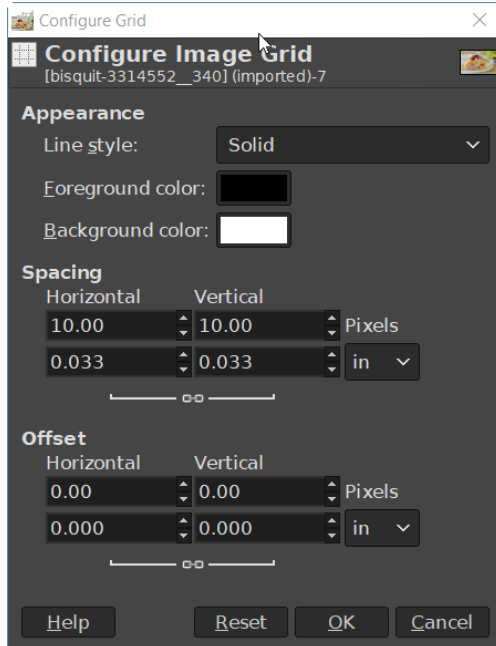 Configure Grid
Configure Image Grid
[bisquit-3314552__340] (imported)-7
Appearance
Line style: Solid
Foreground color:
Background color:
Spacing
Horizontal Vertical
10.00 10.00 Pixels
0.033 0.033 in
Offset
Horizontal Vertical
0.00 0.00 Pixels
0.000 0.000 in
Help Reset OK Cancel